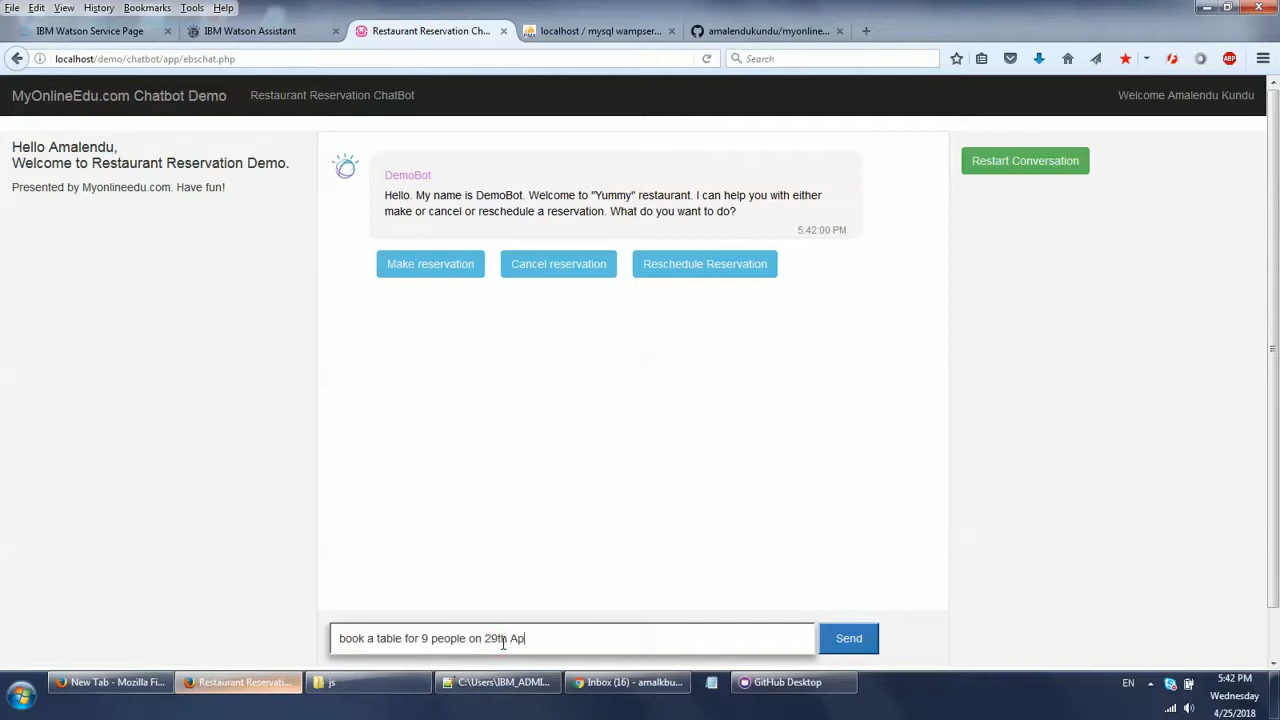 File Edit View History Bookmarks Tools Help
IBM Watson Service Page
IBM Watson Assistant
Restaurant Reservation Ch...
localhost / mysql wampser...
amalendukundu/myonline...
localhost/demo/chatbot/app/ebschat.php
Search
ABP
MyOnlineEdu.com Chatbot Demo
Restaurant Reservation ChatBot
Welcome Amalendu Kundu
Hello Amalendu,
Welcome to Restaurant Reservation Demo.
Presented by Myonlineedu.com. Have fun!
DemoBot
Hello. My name is DemoBot. Welcome to "Yummy" restaurant. I can help you with either
make or cancel or reschedule a reservation. What do you want to do?
5:42:00 PM
Make reservation
Cancel reservation
Reschedule Reservation
Restart Conversation
book a table for 9 people on 29th Ap
Send
New Tab - Mozilla Fi...
Restaurant Reservati...
js
C:\Users\IBM_ADMI...
Inbox (16) - amalkbu...
GitHub Desktop
EN
5:42 PM
Wednesday
4/25/2018